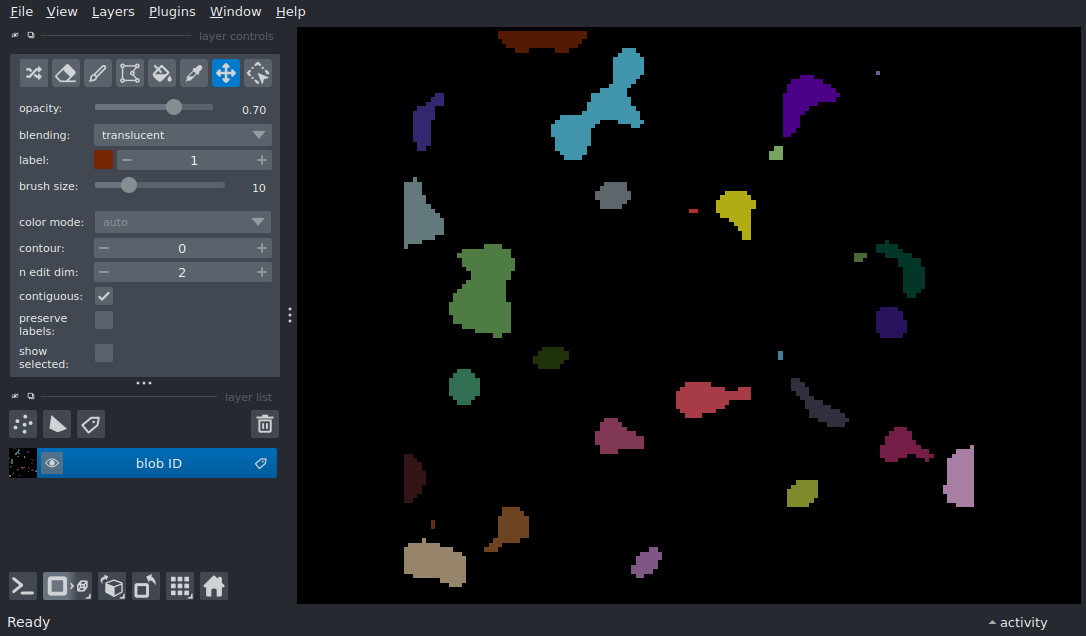 File View Layers Plugins Window Help
layer controls
opacity: 0.70
blending: translucent
label: 1
brush size: 10
color mode: auto
contour: 0
n edit dim: 2
contiguous:
preserve
labels:
show
selected:
layer list
blob ID
Ready
activity